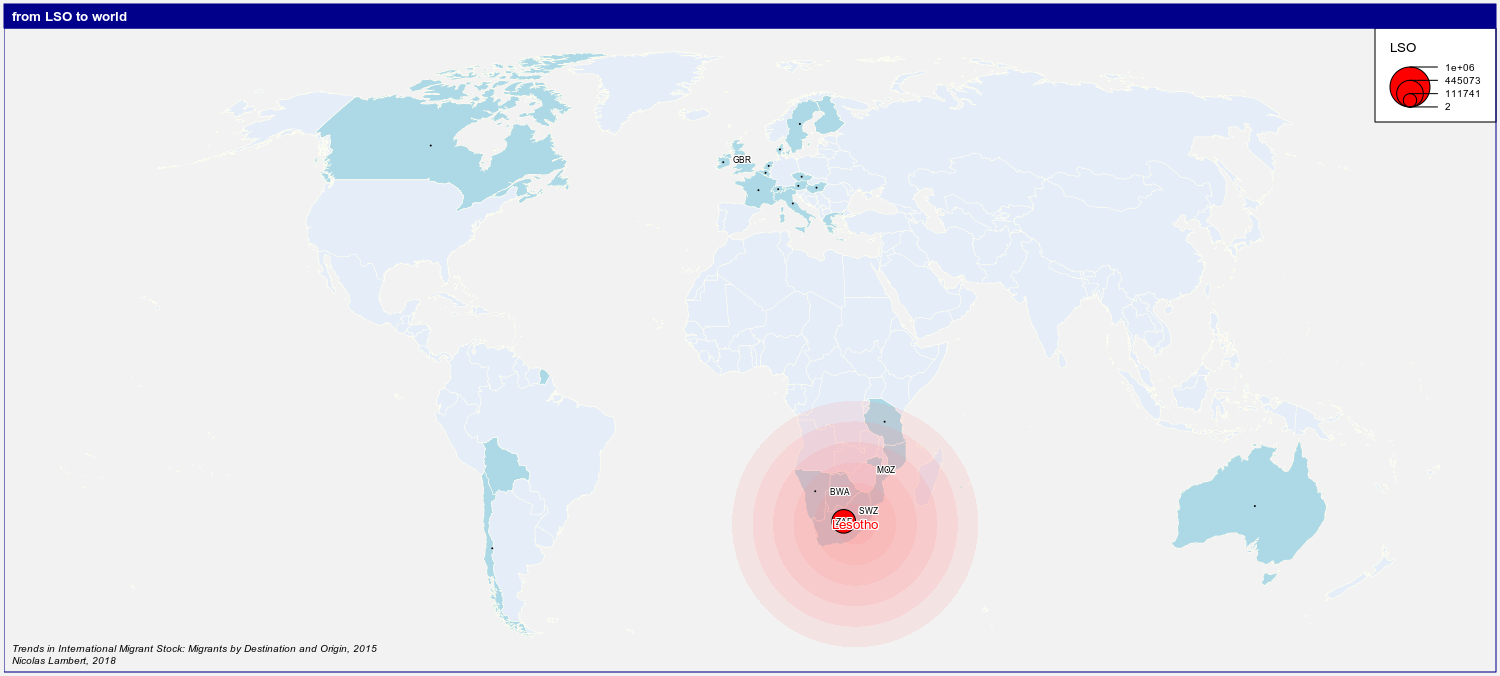 from LSO to world
LSO
1e+06
445073
111741
2
GBR
MOZ
BWA
SWZ
Lesotho
Trends in International Migrant Stock: Migrants by Destination and Origin, 2015
Nicolas Lambert, 2018